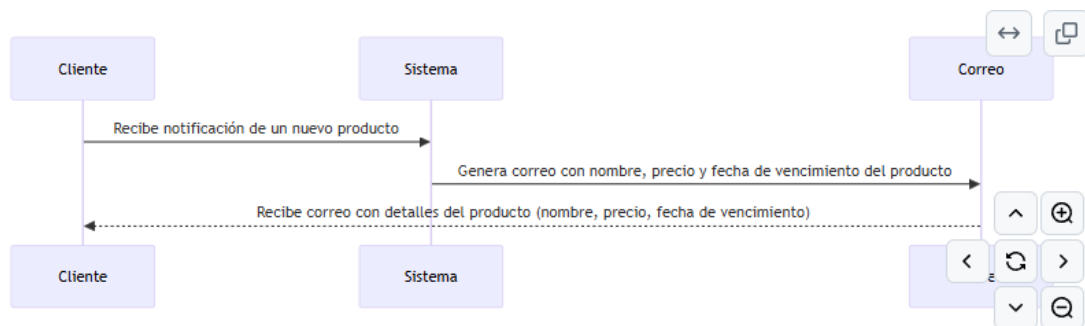 Cliente
Sistema
Correo
Recibe notificación de un nuevo producto
Genera correo con nombre, precio y fecha de vencimiento del producto
Recibe correo con detalles del producto (nombre, precio, fecha de vencimiento)
Cliente
Sistema